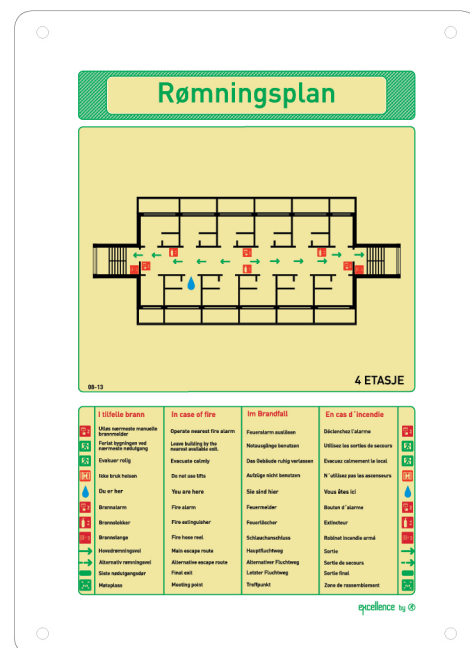 Rømningsplan
4 ETASJE
08-13
I tilfelle brann In case of fire Im Brandfall En cas d´incendie
Utløs nærmeste manuelle brannmelder Operate nearest fire alarm Feueralarm auslösen Déclenchez l'alarme
Forlat bygningen ved nærmeste nødutgang Leave building by the nearest available exit. Notausgänge benutzen Utilisez les sorties de secours
Evakuer rolig Evacuate calmly Das Gebäude ruhig verlassen Evacuez calmement le local
Ikke bruk heisen Do not use lifts Aufzüge nicht benutzen N´utilisez pas les ascenseurs
Du er her You are here Sie sind hier Vous êtes ici
Brannalarm Fire alarm Feuermelder Bouton d´alarme
Brannslokker Fire extinguisher Feuerlöscher Extincteur
Brannslange Fire hose reel Schlauchanschluss Robinet incendie armé
Hovedrømningsvei Main escape route Hauptfluchtweg Sortie
Alternativ rømningsvei Alternative escape route Alternativer Fluchtweg Sortie de secours
Siste nødutgangsdør Final exit Letzter Fluchtweg Sortie final
Møteplass Meeting point Treffpunkt Zone de rassemblement
excellence by